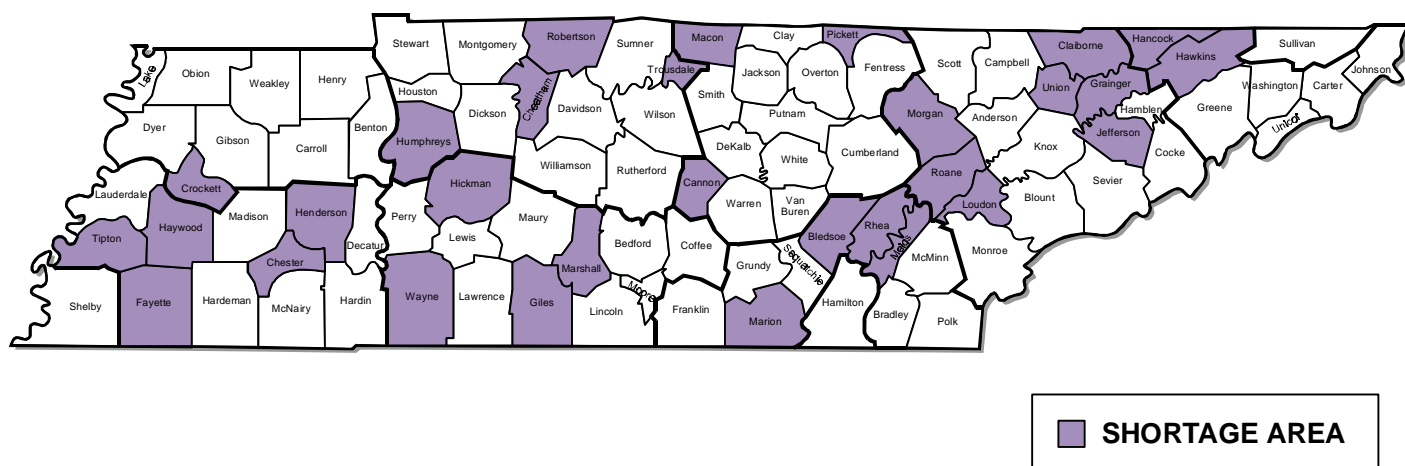 Stewart
Montgomery
Robertson
Sumner
Macon
Clay
Pickett
Claiborne
Hancock
Hawkins
Sullivan
Johnson
Lake
Obion
Weakley
Henry
Houston
Dickson
Cheatham
Davidson
Trousdale
Wilson
Smith
Jackson
Overton
Fentress
Scott
Campbell
Union
Grainger
Hamblen
Greene
Washington
Carter
Unicoi
Dyer
Gibson
Carroll
Benton
Humphreys
Williamson
Rutherford
DeKalb
Putnam
White
Cumberland
Morgan
Anderson
Knox
Jefferson
Cocke
Lauderdale
Crockett
Madison
Henderson
Decatur
Perry
Hickman
Lewis
Maury
Cannon
Warren
Van
Buren
Bledsoe
Rhea
Meigs
Roane
Loudon
Blount
Sevier
Tipton
Haywood
Chester
Marshall
Bedford
Coffee
Grundy
Sequatchie
McMinn
Monroe
Shelby
Fayette
Hardeman
McNairy
Hardin
Wayne
Lawrence
Giles
Lincoln
Moore
Franklin
Marion
Hamilton
Bradley
Polk
SHORTAGE AREA